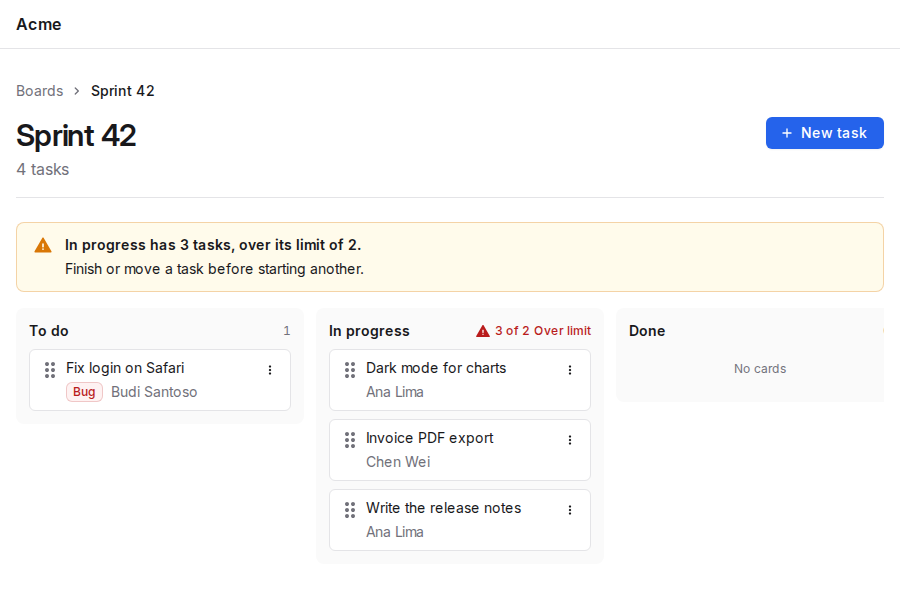 Acme
Boards > Sprint 42
Sprint 42
+ New task
4 tasks
In progress has 3 tasks, over its limit of 2.
Finish or move a task before starting another.
To do 1
Fix login on Safari
Bug Budi Santoso
In progress 3 of 2 Over limit
Dark mode for charts
Ana Lima
Invoice PDF export
Chen Wei
Write the release notes
Ana Lima
Done
No cards